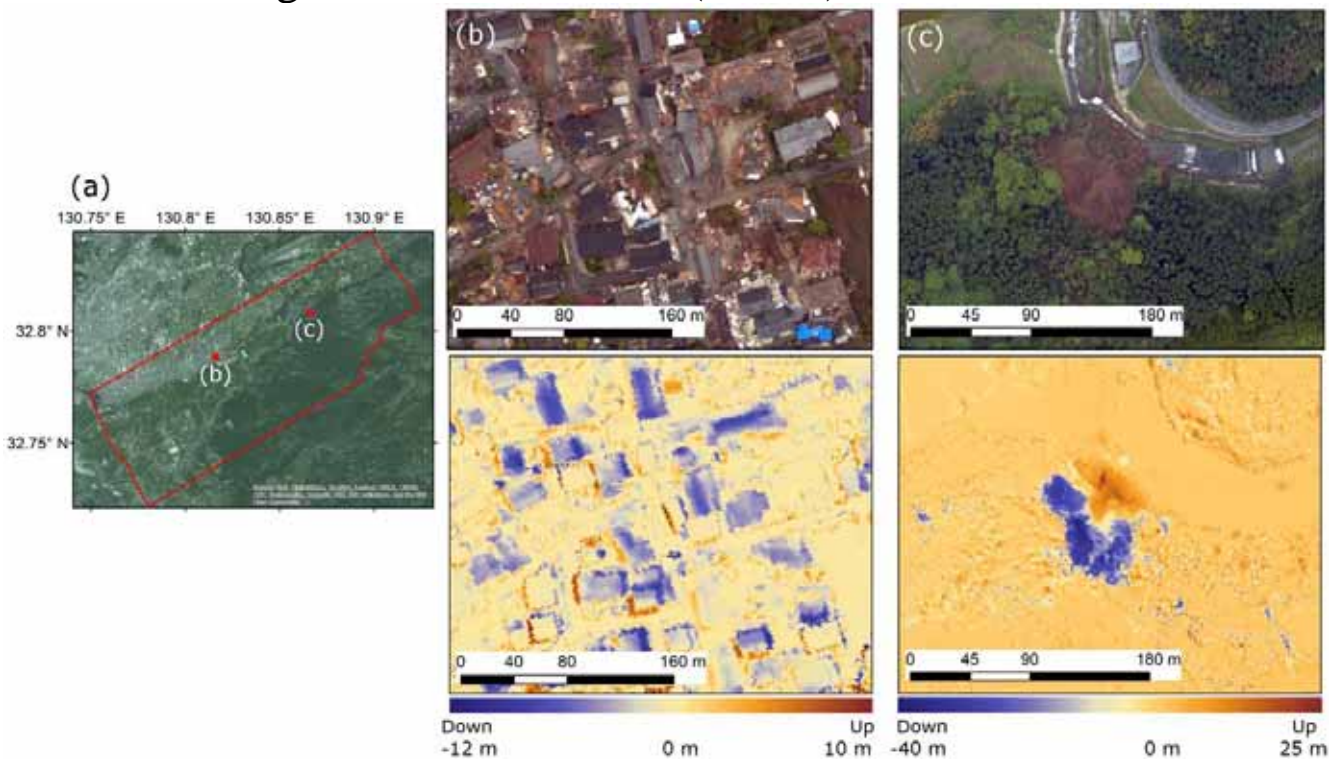 (a)
130.75° E 130.8° E 130.85° E 130.9° E
32.8° N
32.75° N
(b)
(c)
(b)
0 40 80 160 m
(c)
0 45 90 180 m
0 40 80 160 m
0 45 90 180 m
Down Up
-12 m 0 m 10 m
Down Up
-40 m 0 m 25 m